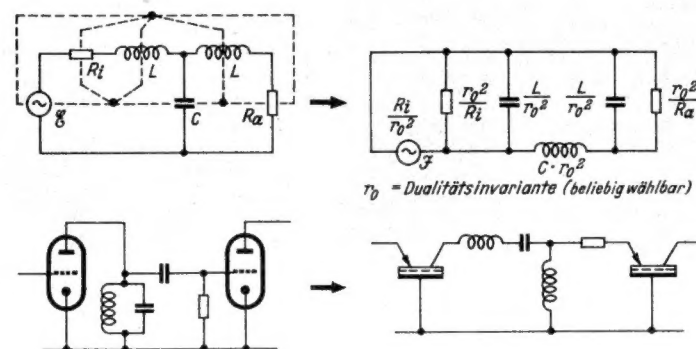 Ri
L
L
ℰ
C
Ra
Ri/r₀²
r₀²/Ri
L/r₀²
L/r₀²
r₀²/Ra
ℱ
C·r₀²
r₀ = Dualitätsinvariante (beliebig wählbar)